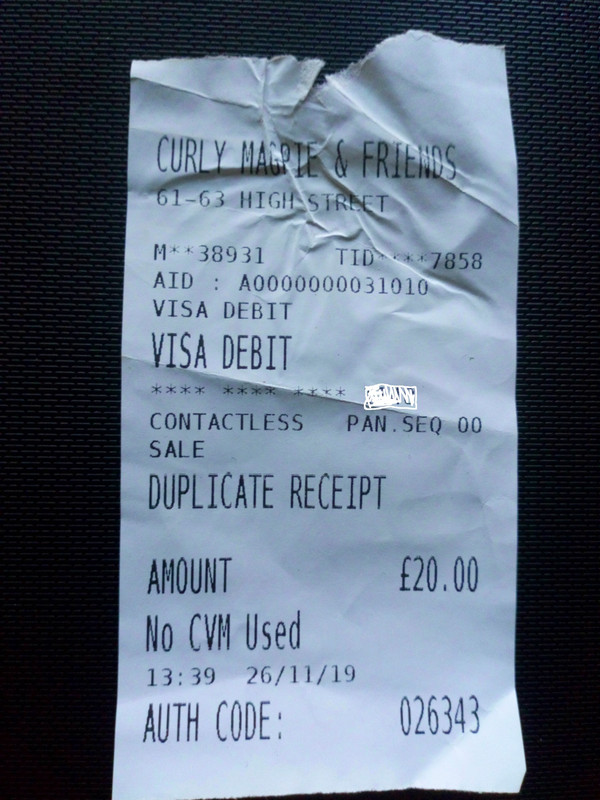 CURLY MAGPIE & FRIENDS
61-63 HIGH STREET
M**38931 TID****7858
AID : A0000000031010
VISA DEBIT
VISA DEBIT
**** **** ****
CONTACTLESS PAN.SEQ 00
SALE
DUPLICATE RECEIPT
AMOUNT £20.00
No CVM Used
13:39 26/11/19
AUTH CODE: 026343